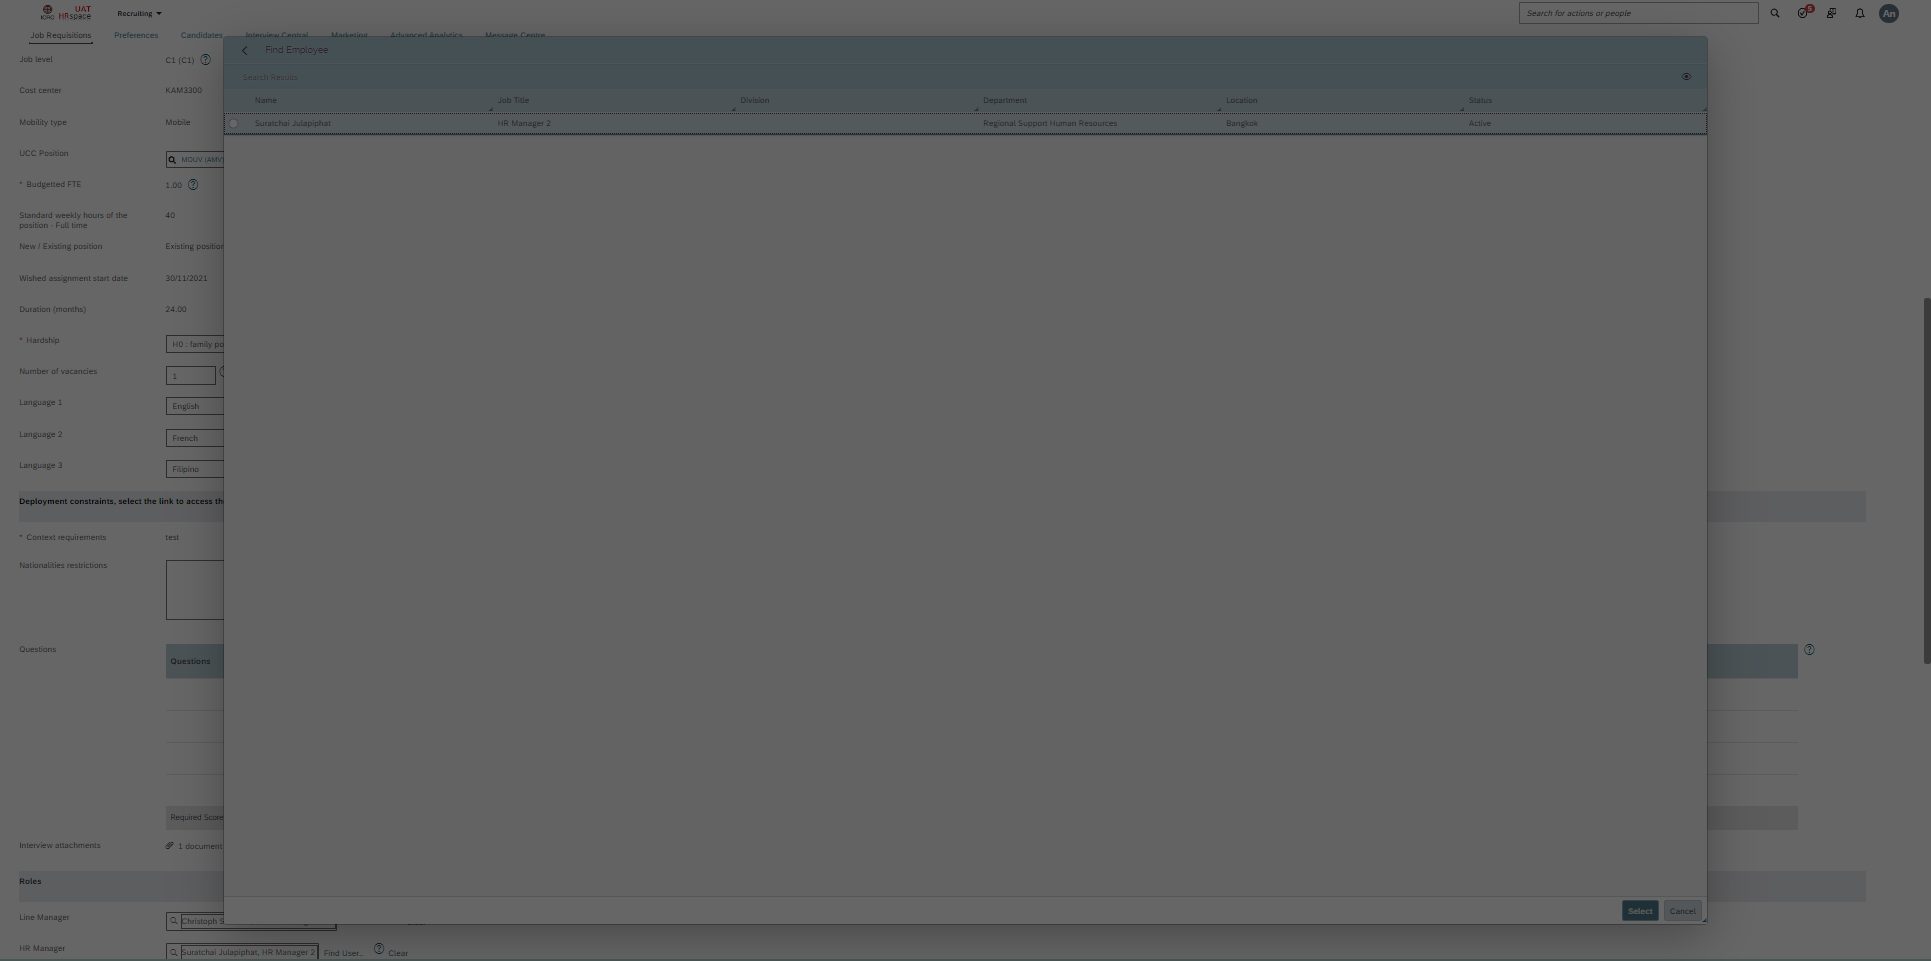 UAT
ICRC HRspace
Recruiting
Search for actions or people
5
An
Job Requisitions Preferences Candidates Interview Central Marketing Advanced Analytics Message Centre
Find Employee
Search Results
Name Job Title Division Department Location Status
Suratchai Julapiphat HR Manager 2 Regional Support Human Resources Bangkok Active
Job level C1 (C1)
Cost center KAM3300
Mobility type Mobile
UCC Position MOUV (AMV)
* Budgetted FTE 1.00
Standard weekly hours of the 40
position - Full time
New / Existing position Existing position
Wished assignment start date 30/11/2021
Duration (months) 24.00
* Hardship H0 : family po
Number of vacancies 1
Language 1 English
Language 2 French
Language 3 Filipino
Deployment constraints, select the link to access th
* Context requirements test
Nationalities restrictions
Questions
Questions
Required Score
Interview attachments 1 document
Roles
Line Manager Christoph S
Select Cancel
HR Manager Suratchai Julapiphat, HR Manager 2 Find User... Clear